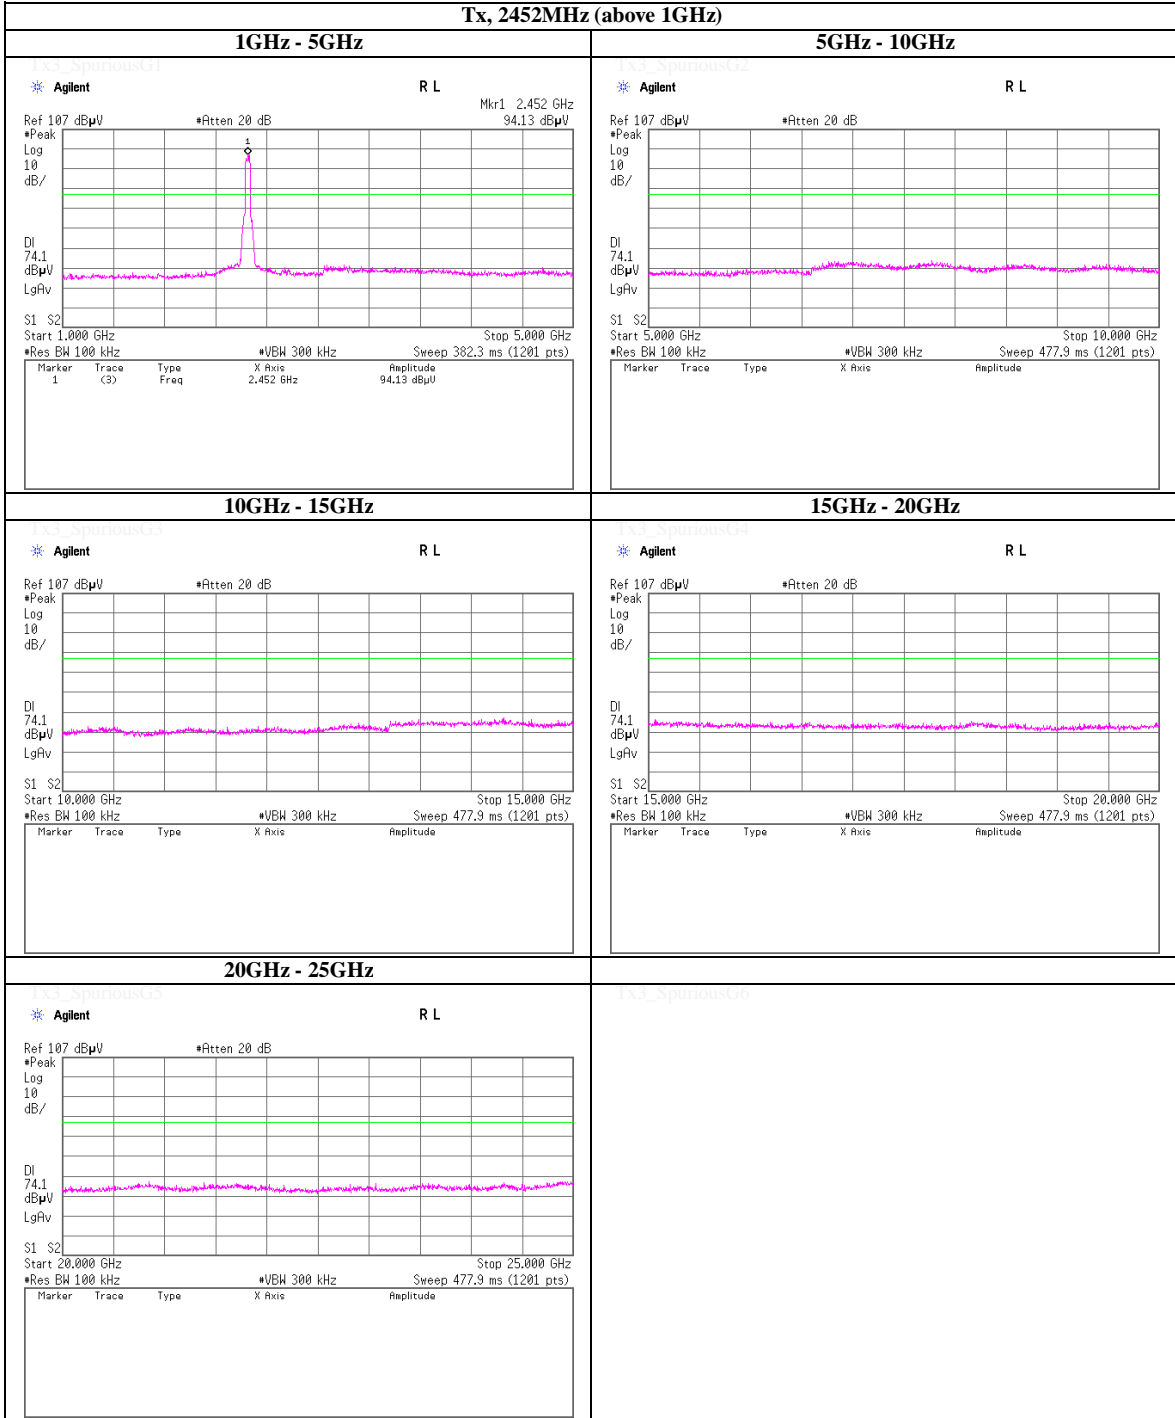 Tx, 2452MHz (above 1GHz)
1GHz - 5GHz
Tx3_SpuriousG1
Agilent R L
Mkr1 2.452 GHz
Ref 107 dBµV #Atten 20 dB 94.13 dBµV
#Peak
Log
10
dB/
DI
74.1
dBµV
LgAv
S1 S2
Start 1.000 GHz Stop 5.000 GHz
#Res BW 100 kHz #VBW 300 kHz Sweep 382.3 ms (1201 pts)
Marker Trace Type X Axis Amplitude
1 (3) Freq 2.452 GHz 94.13 dBµV
1
5GHz - 10GHz
Tx3_SpuriousG2
Agilent R L
Ref 107 dBµV #Atten 20 dB
#Peak
Log
10
dB/
DI
74.1
dBµV
LgAv
S1 S2
Start 5.000 GHz Stop 10.000 GHz
#Res BW 100 kHz #VBW 300 kHz Sweep 477.9 ms (1201 pts)
Marker Trace Type X Axis Amplitude
10GHz - 15GHz
Tx3_SpuriousG3
Agilent R L
Ref 107 dBµV #Atten 20 dB
#Peak
Log
10
dB/
DI
74.1
dBµV
LgAv
S1 S2
Start 10.000 GHz Stop 15.000 GHz
#Res BW 100 kHz #VBW 300 kHz Sweep 477.9 ms (1201 pts)
Marker Trace Type X Axis Amplitude
15GHz - 20GHz
Tx3_SpuriousG4
Agilent R L
Ref 107 dBµV #Atten 20 dB
#Peak
Log
10
dB/
DI
74.1
dBµV
LgAv
S1 S2
Start 15.000 GHz Stop 20.000 GHz
#Res BW 100 kHz #VBW 300 kHz Sweep 477.9 ms (1201 pts)
Marker Trace Type X Axis Amplitude
20GHz - 25GHz
Tx3_SpuriousG5
Agilent R L
Ref 107 dBµV #Atten 20 dB
#Peak
Log
10
dB/
DI
74.1
dBµV
LgAv
S1 S2
Start 20.000 GHz Stop 25.000 GHz
#Res BW 100 kHz #VBW 300 kHz Sweep 477.9 ms (1201 pts)
Marker Trace Type X Axis Amplitude
Tx3_SpuriousG6